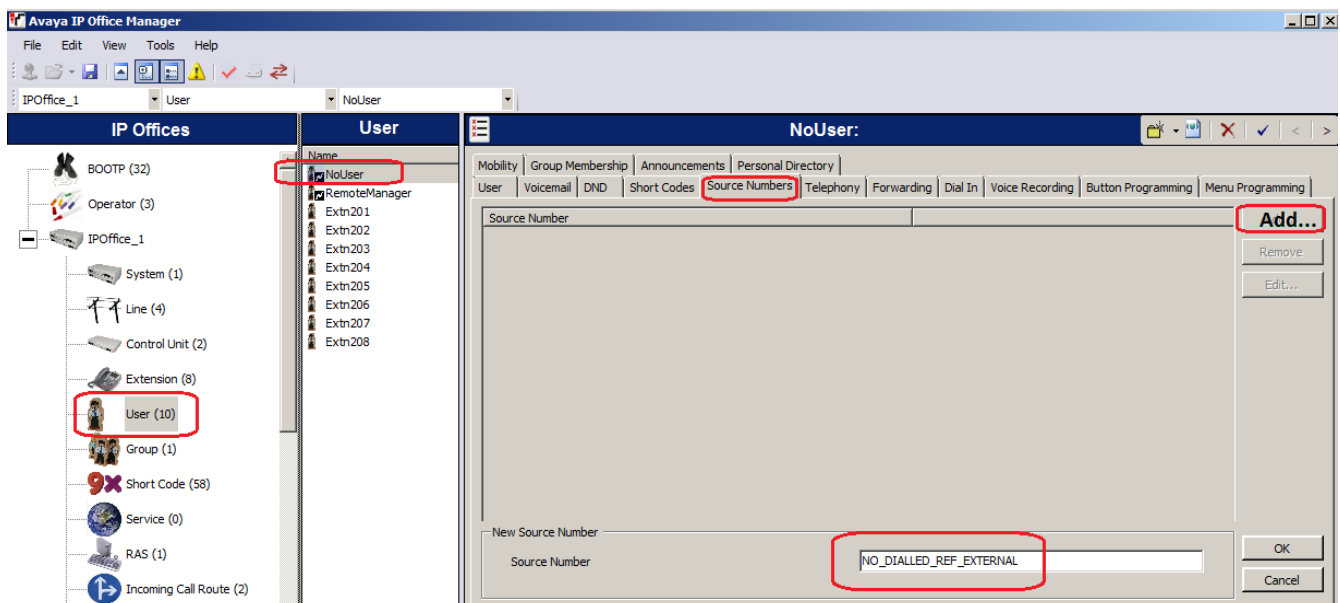 Avaya IP Office Manager
File Edit View Tools Help
IPOffice_1 User NoUser
IP Offices
BOOTP (32)
Operator (3)
IPOffice_1
System (1)
Line (4)
Control Unit (2)
Extension (8)
User (10)
Group (1)
9x Short Code (58)
Service (0)
RAS (1)
Incoming Call Route (2)
User
Name
NoUser
RemoteManager
Extn201
Extn202
Extn203
Extn204
Extn205
Extn206
Extn207
Extn208
NoUser:
Mobility Group Membership Announcements Personal Directory
User Voicemail DND Short Codes Source Numbers Telephony Forwarding Dial In Voice Recording Button Programming Menu Programming
Source Number
Add...
Remove
Edit...
New Source Number
Source Number NO_DIALLED_REF_EXTERNAL
OK
Cancel